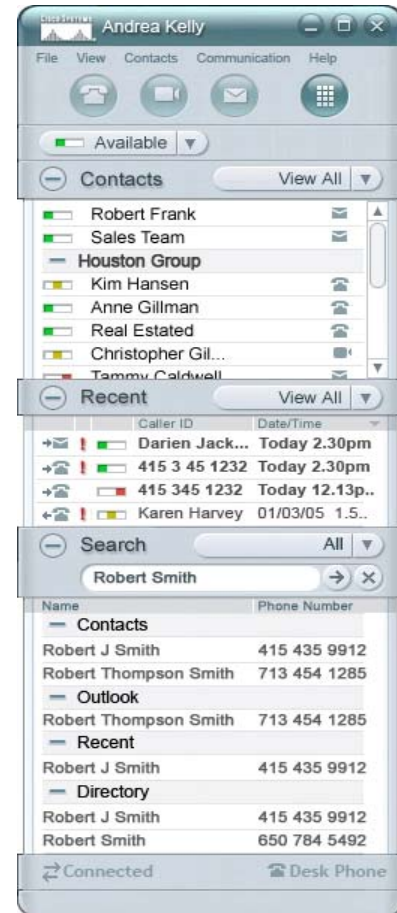 CISCO SYSTEMS
Andrea Kelly
File View Contacts Communication Help
Available
Contacts View All
Robert Frank
Sales Team
Houston Group
Kim Hansen
Anne Gillman
Real Estated
Christopher Gil...
Tammy Caldwell
Recent View All
Caller ID Date/Time
! Darien Jack... Today 2.30pm
! 415 3 45 1232 Today 2.30pm
415 345 1232 Today 12.13p..
! Karen Harvey 01/03/05 1.5..
Search All
Robert Smith
Name Phone Number
Contacts
Robert J Smith 415 435 9912
Robert Thompson Smith 713 454 1285
Outlook
Robert Thompson Smith 713 454 1285
Recent
Robert J Smith 415 435 9912
Directory
Robert J Smith 415 435 9912
Robert Smith 650 784 5492
Connected Desk Phone